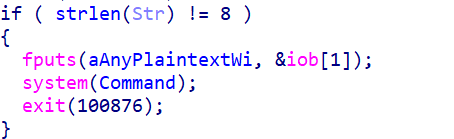 if ( strlen(Str) != 8 )
{
fputs(aAnyPlaintextWi, &iob[1]);
system(Command);
exit(100876);
}